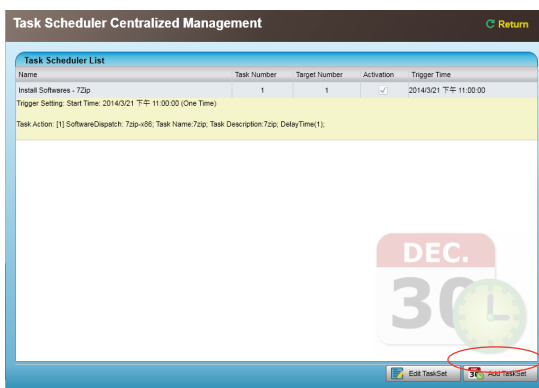 Task Scheduler Centralized Management
Return
Task Scheduler List
Name Task Number Target Number Activation Trigger Time
Install Softwares - 7Zip 1 1 2014/3/21 下午 11:00:00
Trigger Setting: Start Time: 2014/3/21 下午 11:00:00 (One Time)
Task Action: [1] SoftwareDispatch: 7zip-x86; Task Name:7zip; Task Description:7zip; DelayTime(1);
DEC.
30
Edit TaskSet
30 Add TaskSet